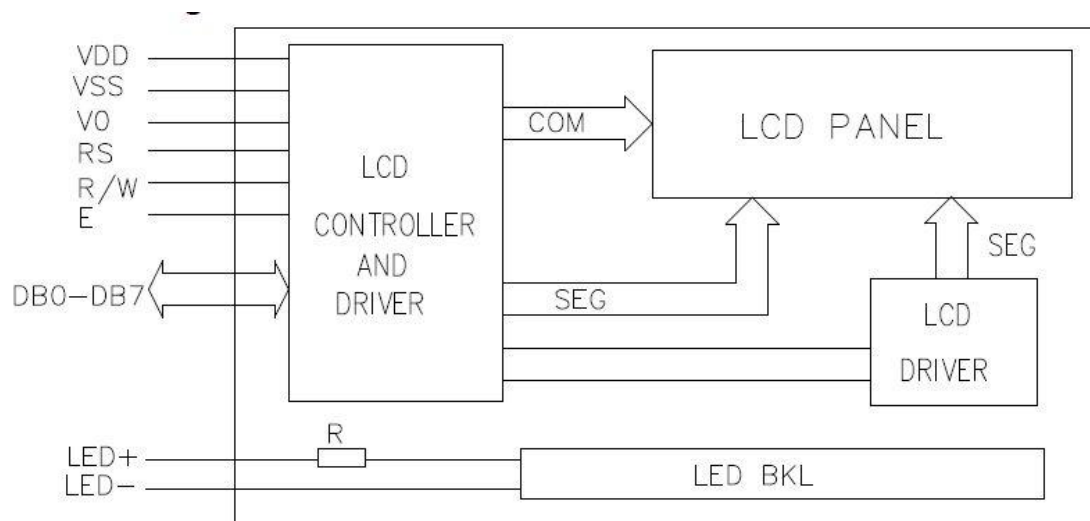 VDD
VSS
V0
RS
R/W
E
DB0-DB7
LED+
LED-
LCD
CONTROLLER
AND
DRIVER
COM
SEG
LCD PANEL
SEG
LCD
DRIVER
R
LED BKL